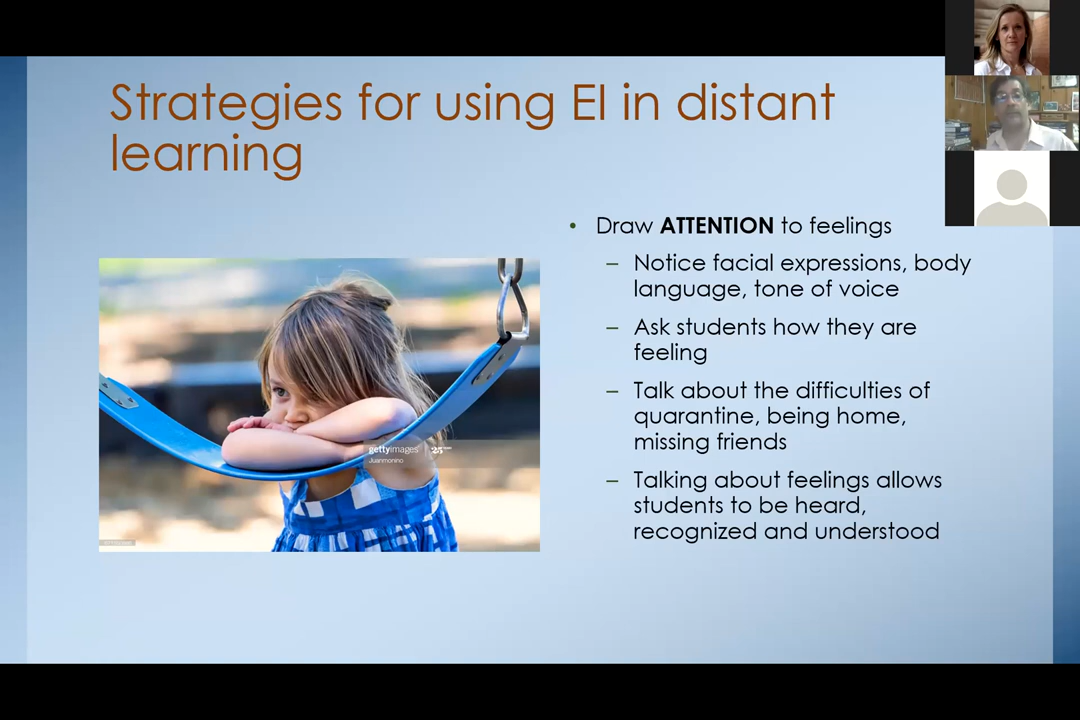 Strategies for using EI in distant
learning
• Draw ATTENTION to feelings
– Notice facial expressions, body
language, tone of voice
– Ask students how they are
feeling
– Talk about the difficulties of
quarantine, being home,
missing friends
– Talking about feelings allows
students to be heard,
recognized and understood
gettyimages
Juanmonino